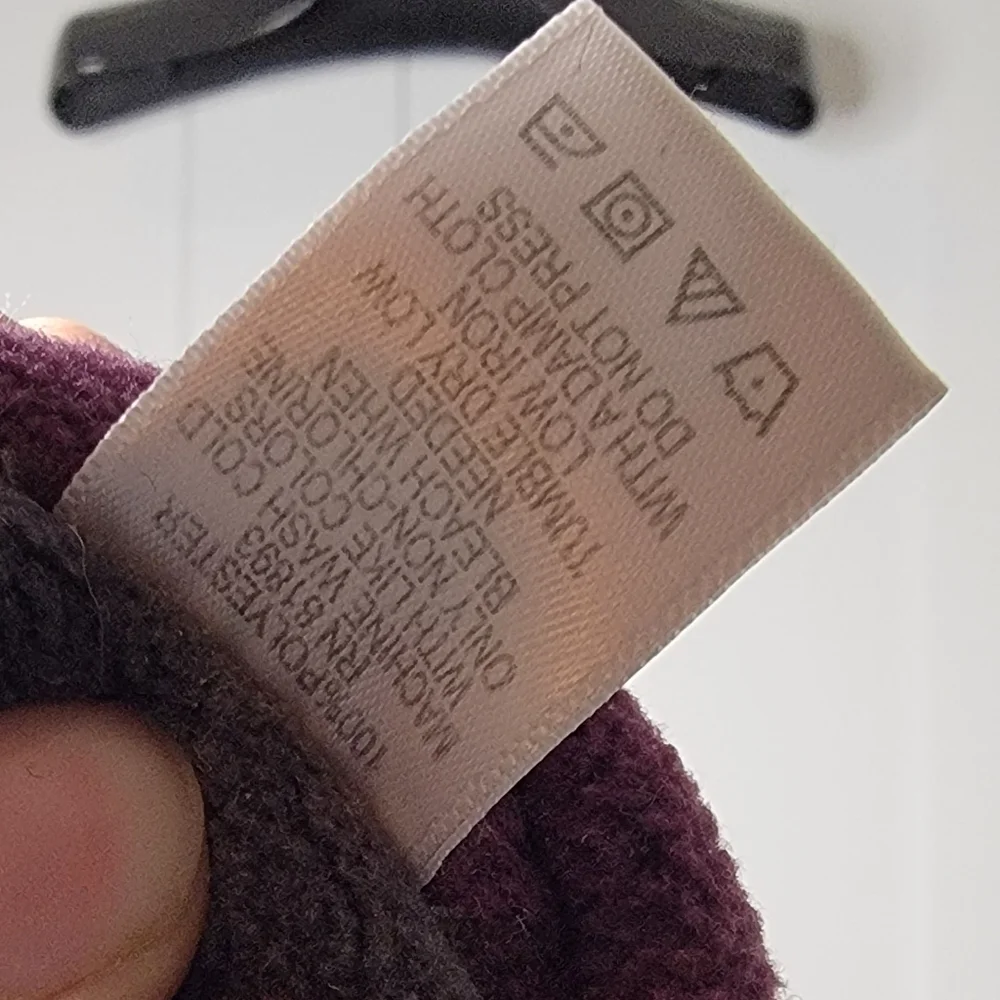 100% POLYESTER
RN 61893
MACHINE WASH COLD
WITH LIKE COLORS
ONLY NON-CHLORINE
BLEACH WHEN
NEEDED
TUMBLE DRY LOW
LOW IRON
WITH A DAMP CLOTH
DO NOT PRESS